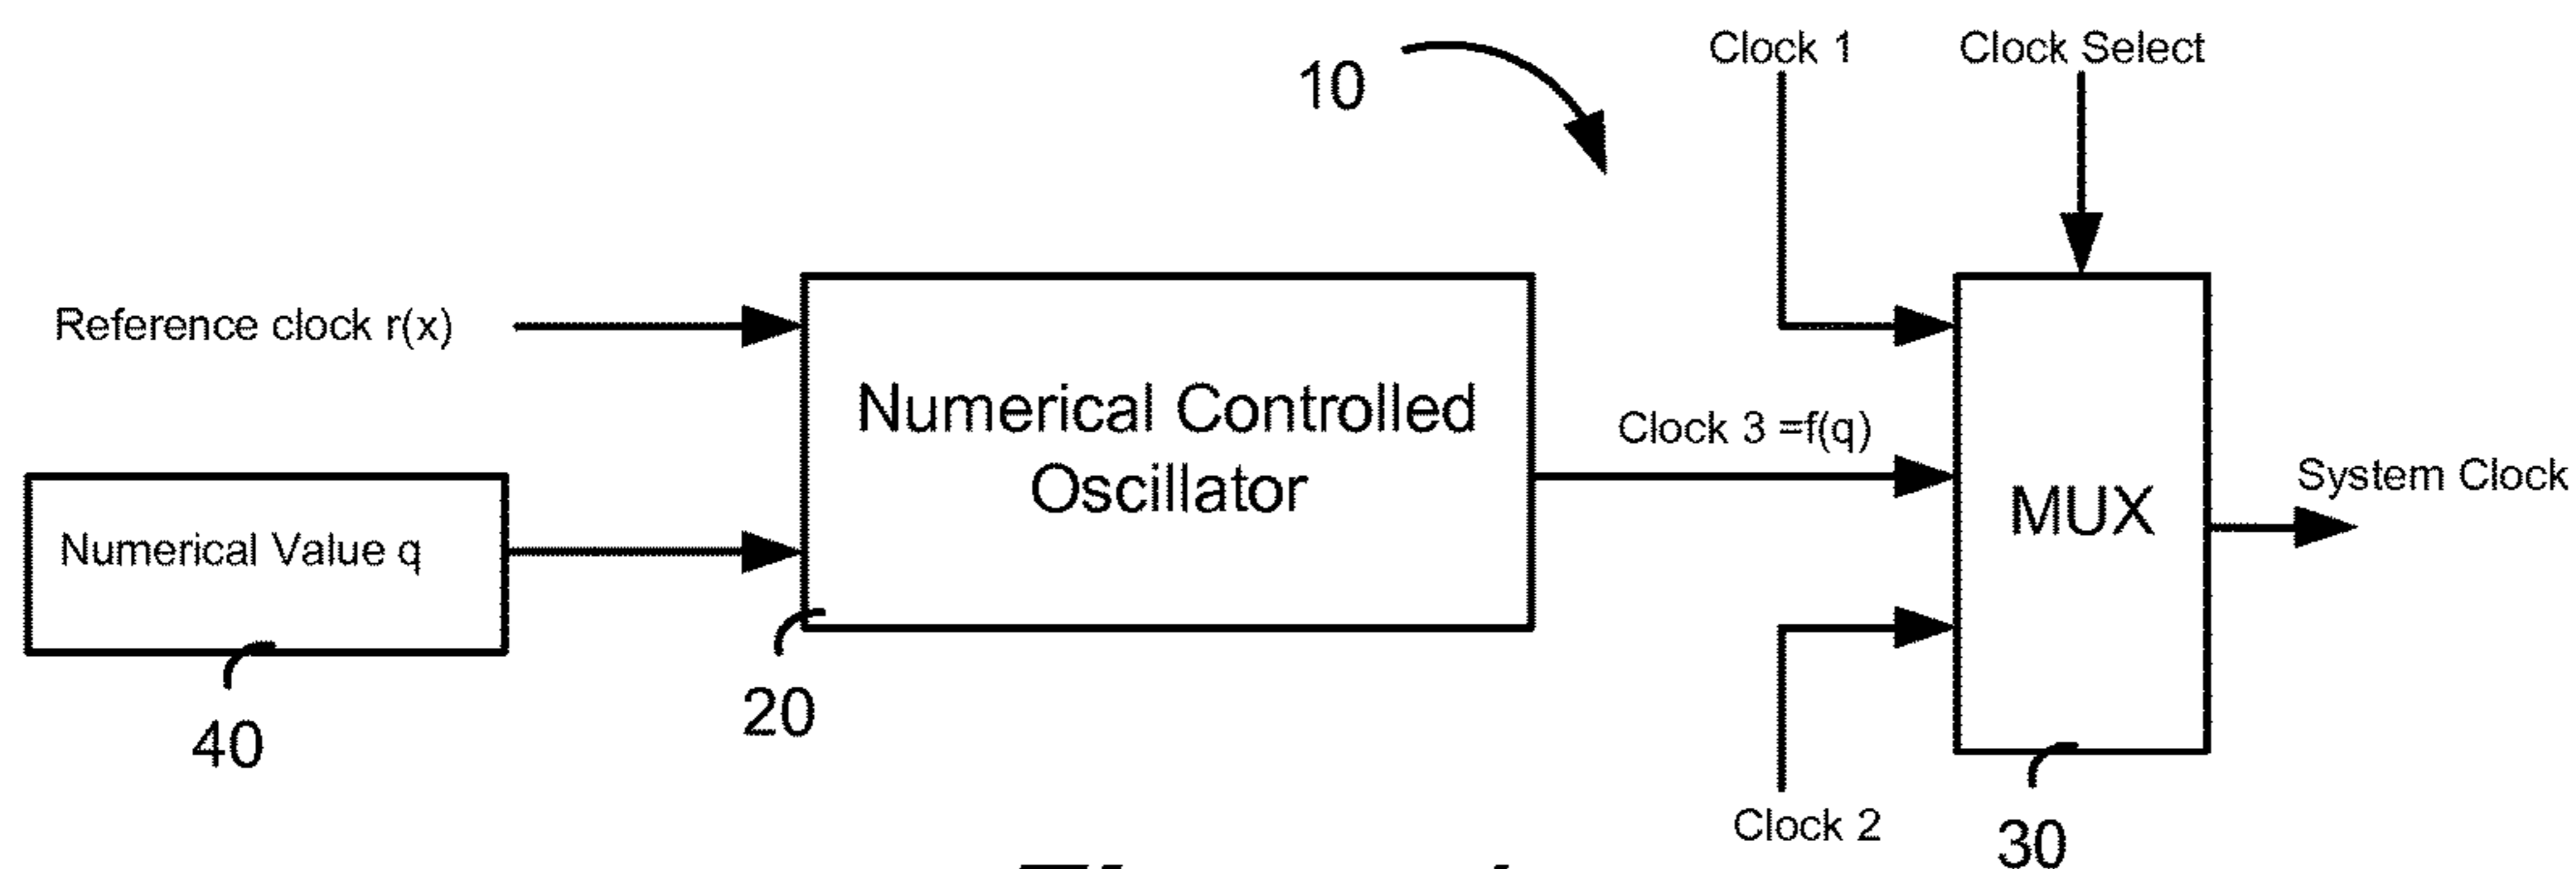 10
Clock 1
Clock Select
Reference clock r(x)
Numerical Controlled
Oscillator
Clock 3 =f(q)
MUX
System Clock
Numerical Value q
40
20
Clock 2
30